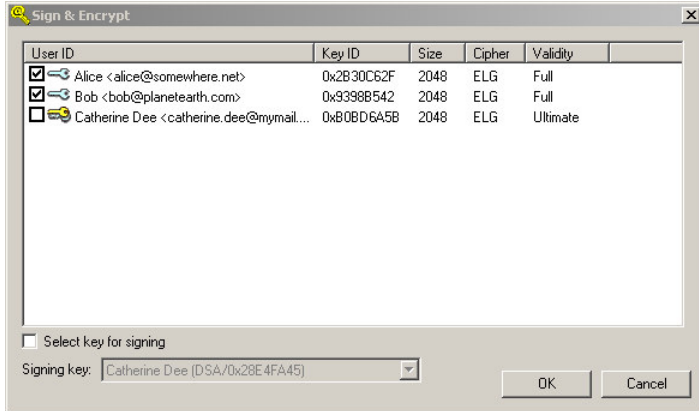 Sign & Encrypt
User ID Key ID Size Cipher Validity
Alice <alice@somewhere.net> 0x2B30C62F 2048 ELG Full
Bob <bob@planetearth.com> 0x9398B542 2048 ELG Full
Catherine Dee <catherine.dee@mymail.... 0xB0BD6A5B 2048 ELG Ultimate
Select key for signing
Signing key: Catherine Dee (DSA/0x28E4FA45)
OK Cancel